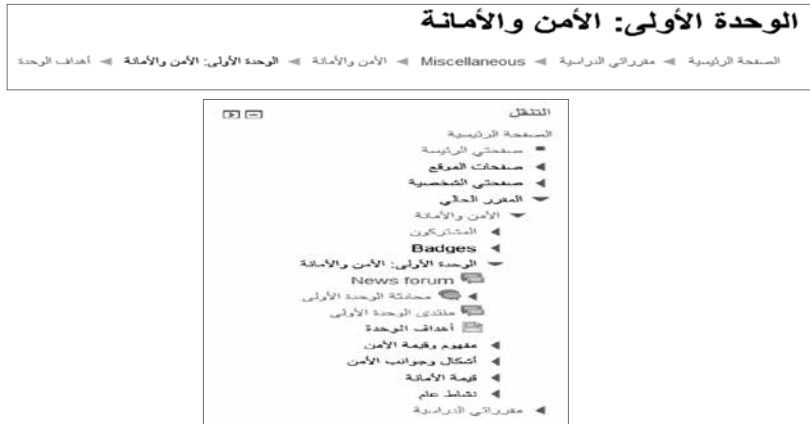 الوحدة الأولى: الأمن والأمانة
الصفحة الرئيسية ◄ مقرراتي الدراسية ◄ Miscellaneous ◄ الأمن والأمانة ◄ الوحدة الأولى: الأمن والأمانة ◄ أهداف الوحدة
التنقل
الصفحة الرئيسية
صفحتي الرئيسة
صفحات الموقع
صفحتي الشخصية
المقرر الحالي
الأمن والأمانة
المشتركون
Badges
الوحدة الأولى: الأمن والأمانة
News forum
محادثة الوحدة الأولى
منتدى الوحدة الأولى
أهداف الوحدة
مفهوم وقيمة الأمن
أشكال وجوانب الأمن
قيمة الأمانة
نشاط عام
مقرراتي الدراسية